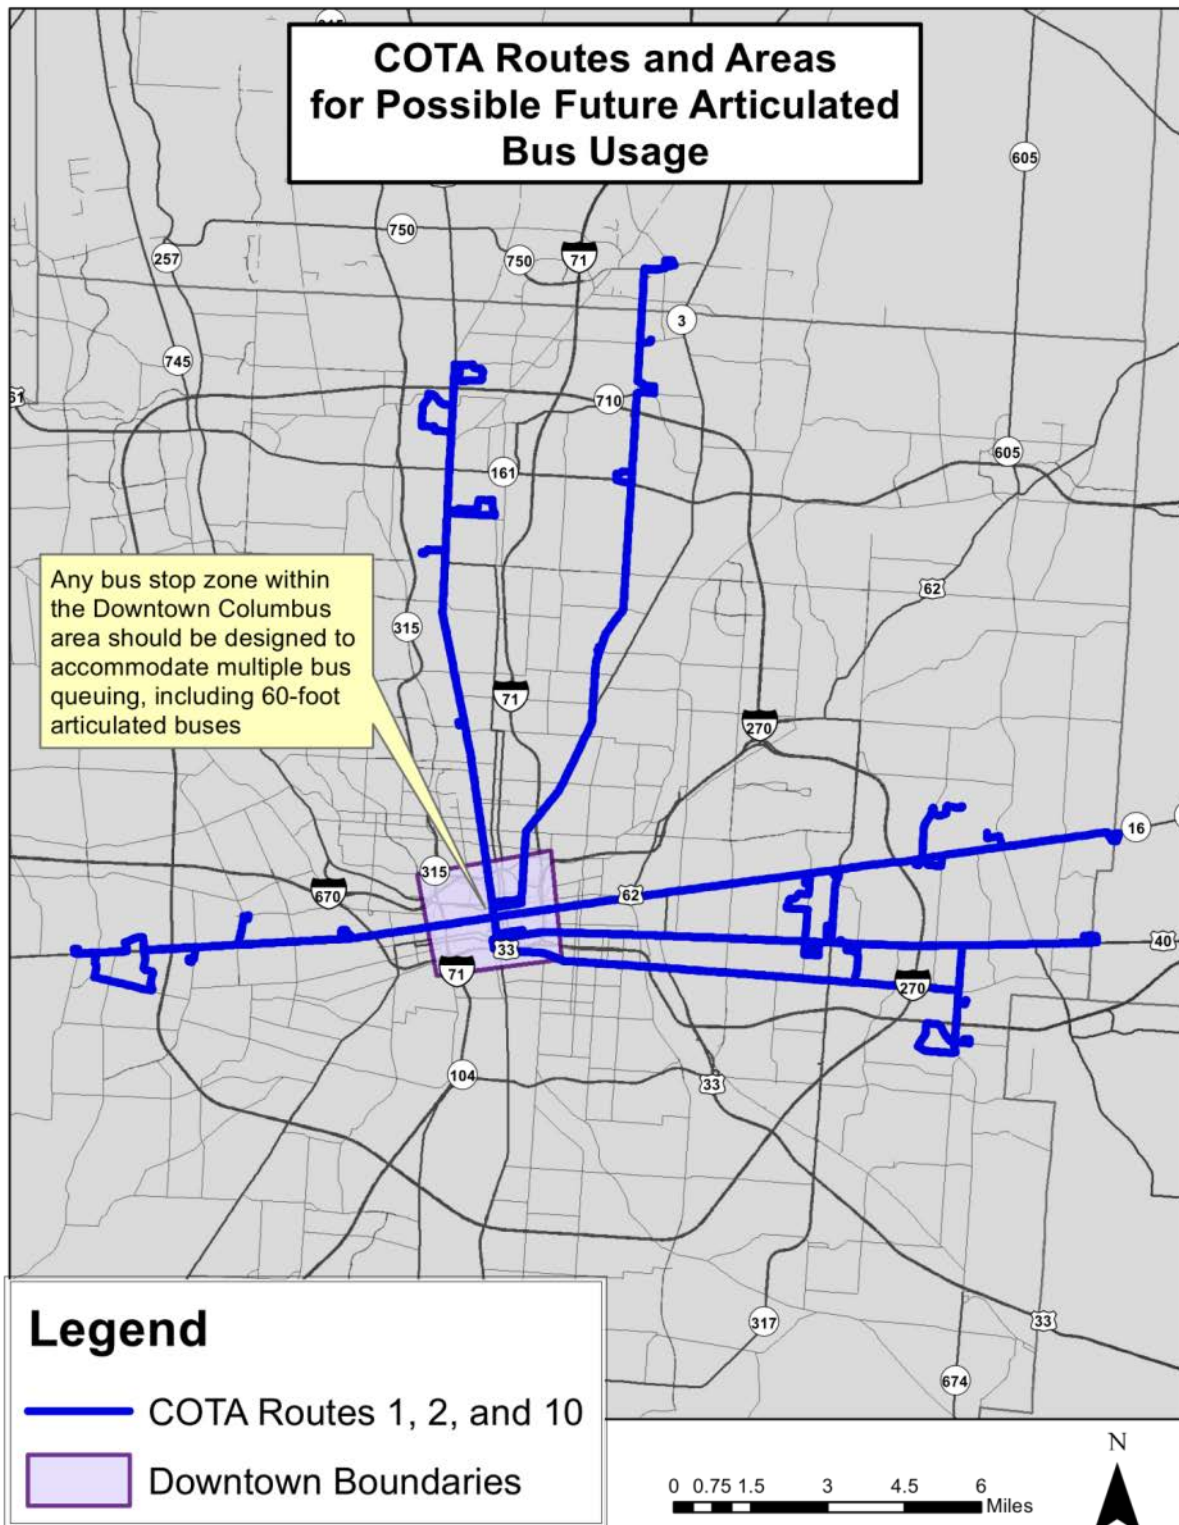 COTA Routes and Areas
for Possible Future Articulated
Bus Usage
605
750
257
750
71
3
745
61
710
161
605
Any bus stop zone within
the Downtown Columbus
area should be designed to
accommodate multiple bus
queuing, including 60-foot
articulated buses
62
315
71
270
16
315
670
62
33
40
71
270
104
33
317
33
674
Legend
COTA Routes 1, 2, and 10
Downtown Boundaries
N
0 0.75 1.5 3 4.5 6
Miles